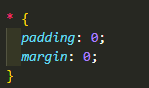 * {
  padding: 0;
  margin: 0;
}